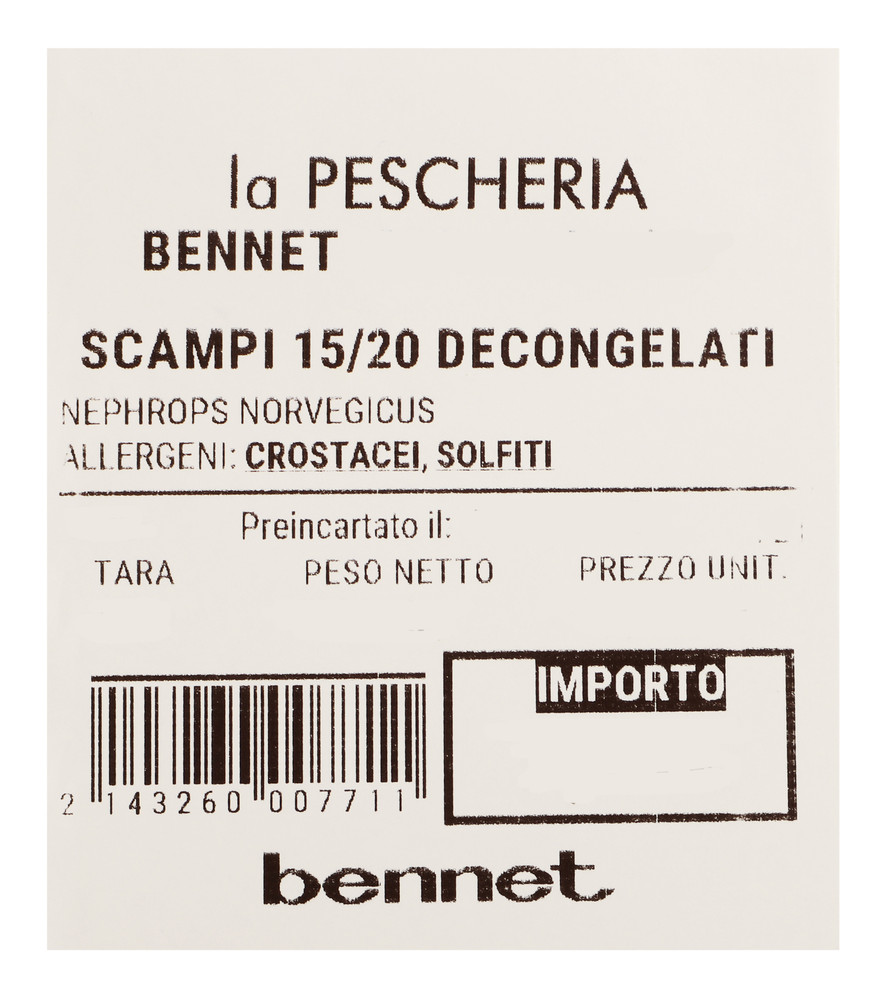 la PESCHERIA
BENNET
SCAMPI 15/20 DECONGELATI
NEPHROPS NORVEGICUS
ALLERGENI: CROSTACEI, SOLFITI
Preincartato il:
TARA PESO NETTO PREZZO UNIT.
IMPORTO
2 143260 007711
bennet